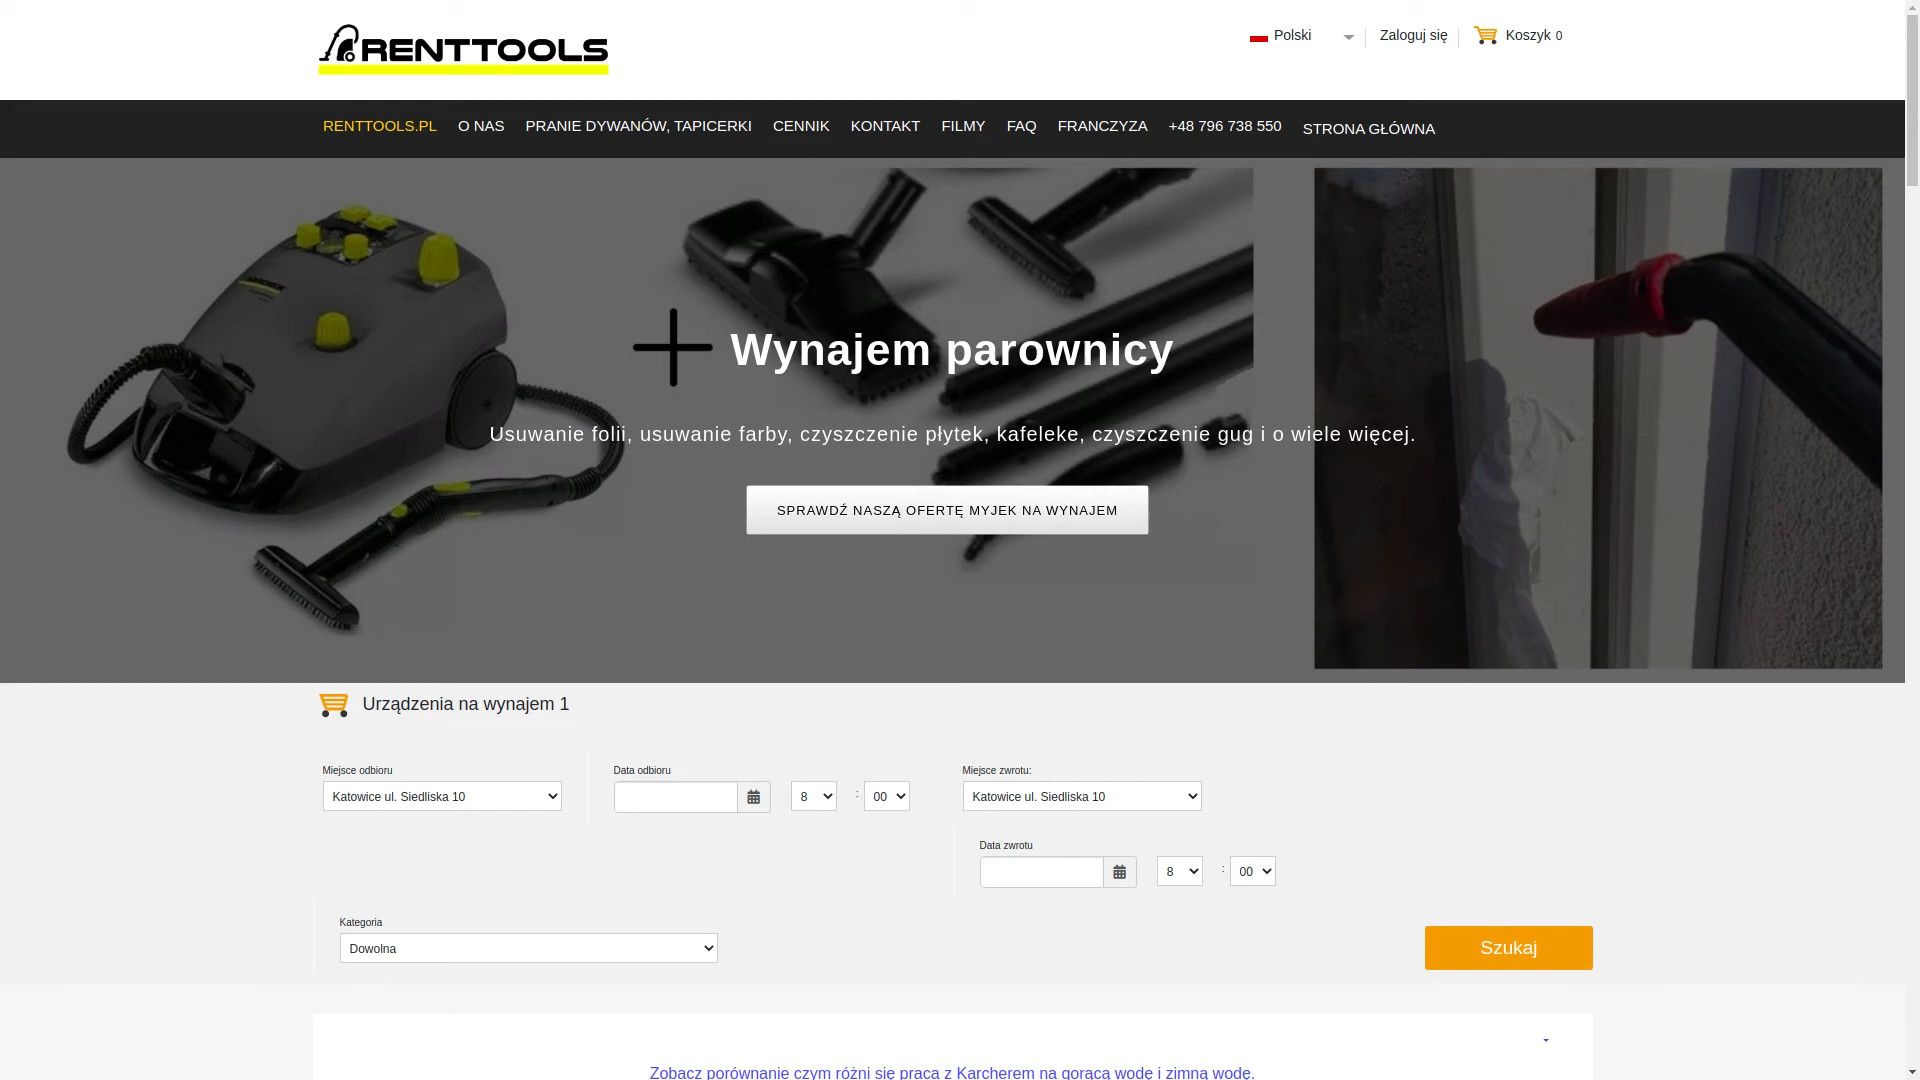 RENTTOOLS
Polski
Zaloguj się
Koszyk 0
RENTTOOLS.PL
O NAS
PRANIE DYWANÓW, TAPICERKI
CENNIK
KONTAKT
FILMY
FAQ
FRANCZYZA
+48 796 738 550
STRONA GŁÓWNA
Wynajem parownicy
Usuwanie folii, usuwanie farby, czyszczenie płytek, kafeleke, czyszczenie gug i o wiele więcej.
SPRAWDŹ NASZĄ OFERTĘ MYJEK NA WYNAJEM
Urządzenia na wynajem 1
Miejsce odbioru
Katowice ul. Siedliska 10
Data odbioru
8 : 00
Miejsce zwrotu:
Katowice ul. Siedliska 10
Data zwrotu
8 : 00
Kategoria
Dowolna
Szukaj
Zobacz porównanie czym różni się praca z Karcherem na gorącą wodę i zimną wodę.